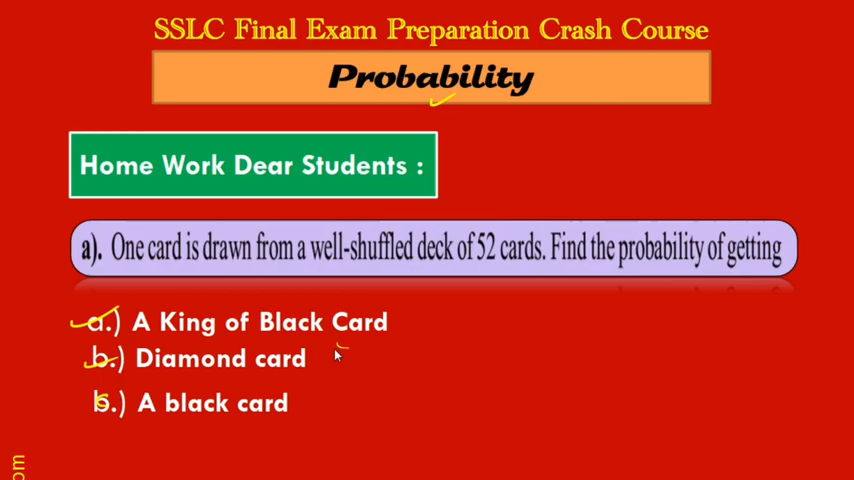 SSLC Final Exam Preparation Crash Course
Probability
Home Work Dear Students :
a). One card is drawn from a well-shuffled deck of 52 cards. Find the probability of getting
a.) A King of Black Card
b.) Diamond card
b.) A black card
om